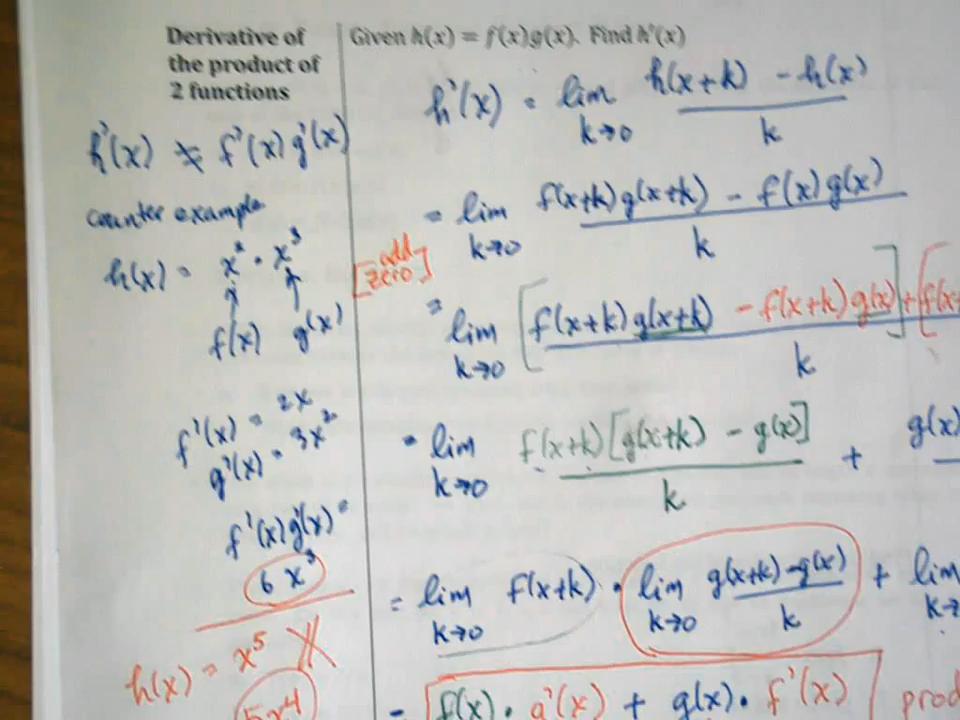 Derivative of
the product of
2 functions
h'(x) ≠ f'(x) g'(x)
counter example
h(x) = x² · x³
f(x) g(x)
f'(x) = 2x
g'(x) = 3x²
f'(x) g'(x) =
6x³
h(x) = x⁵
5x⁴
Given h(x) = f(x)g(x). Find h'(x)
h'(x) = lim k→0 h(x+k) - h(x) / k
= lim k→0 f(x+k) g(x+k) - f(x) g(x) / k
[add zero]
= lim k→0 [f(x+k) g(x+k) - f(x+k) g(x)] + [f(x+ / k
= lim k→0 f(x+k) [g(x+k) - g(x)] / k + g(x)
= lim k→0 f(x+k) · lim k→0 g(x+k) - g(x) / k + lim k→
= f(x) · g'(x) + g(x) · f'(x) prod